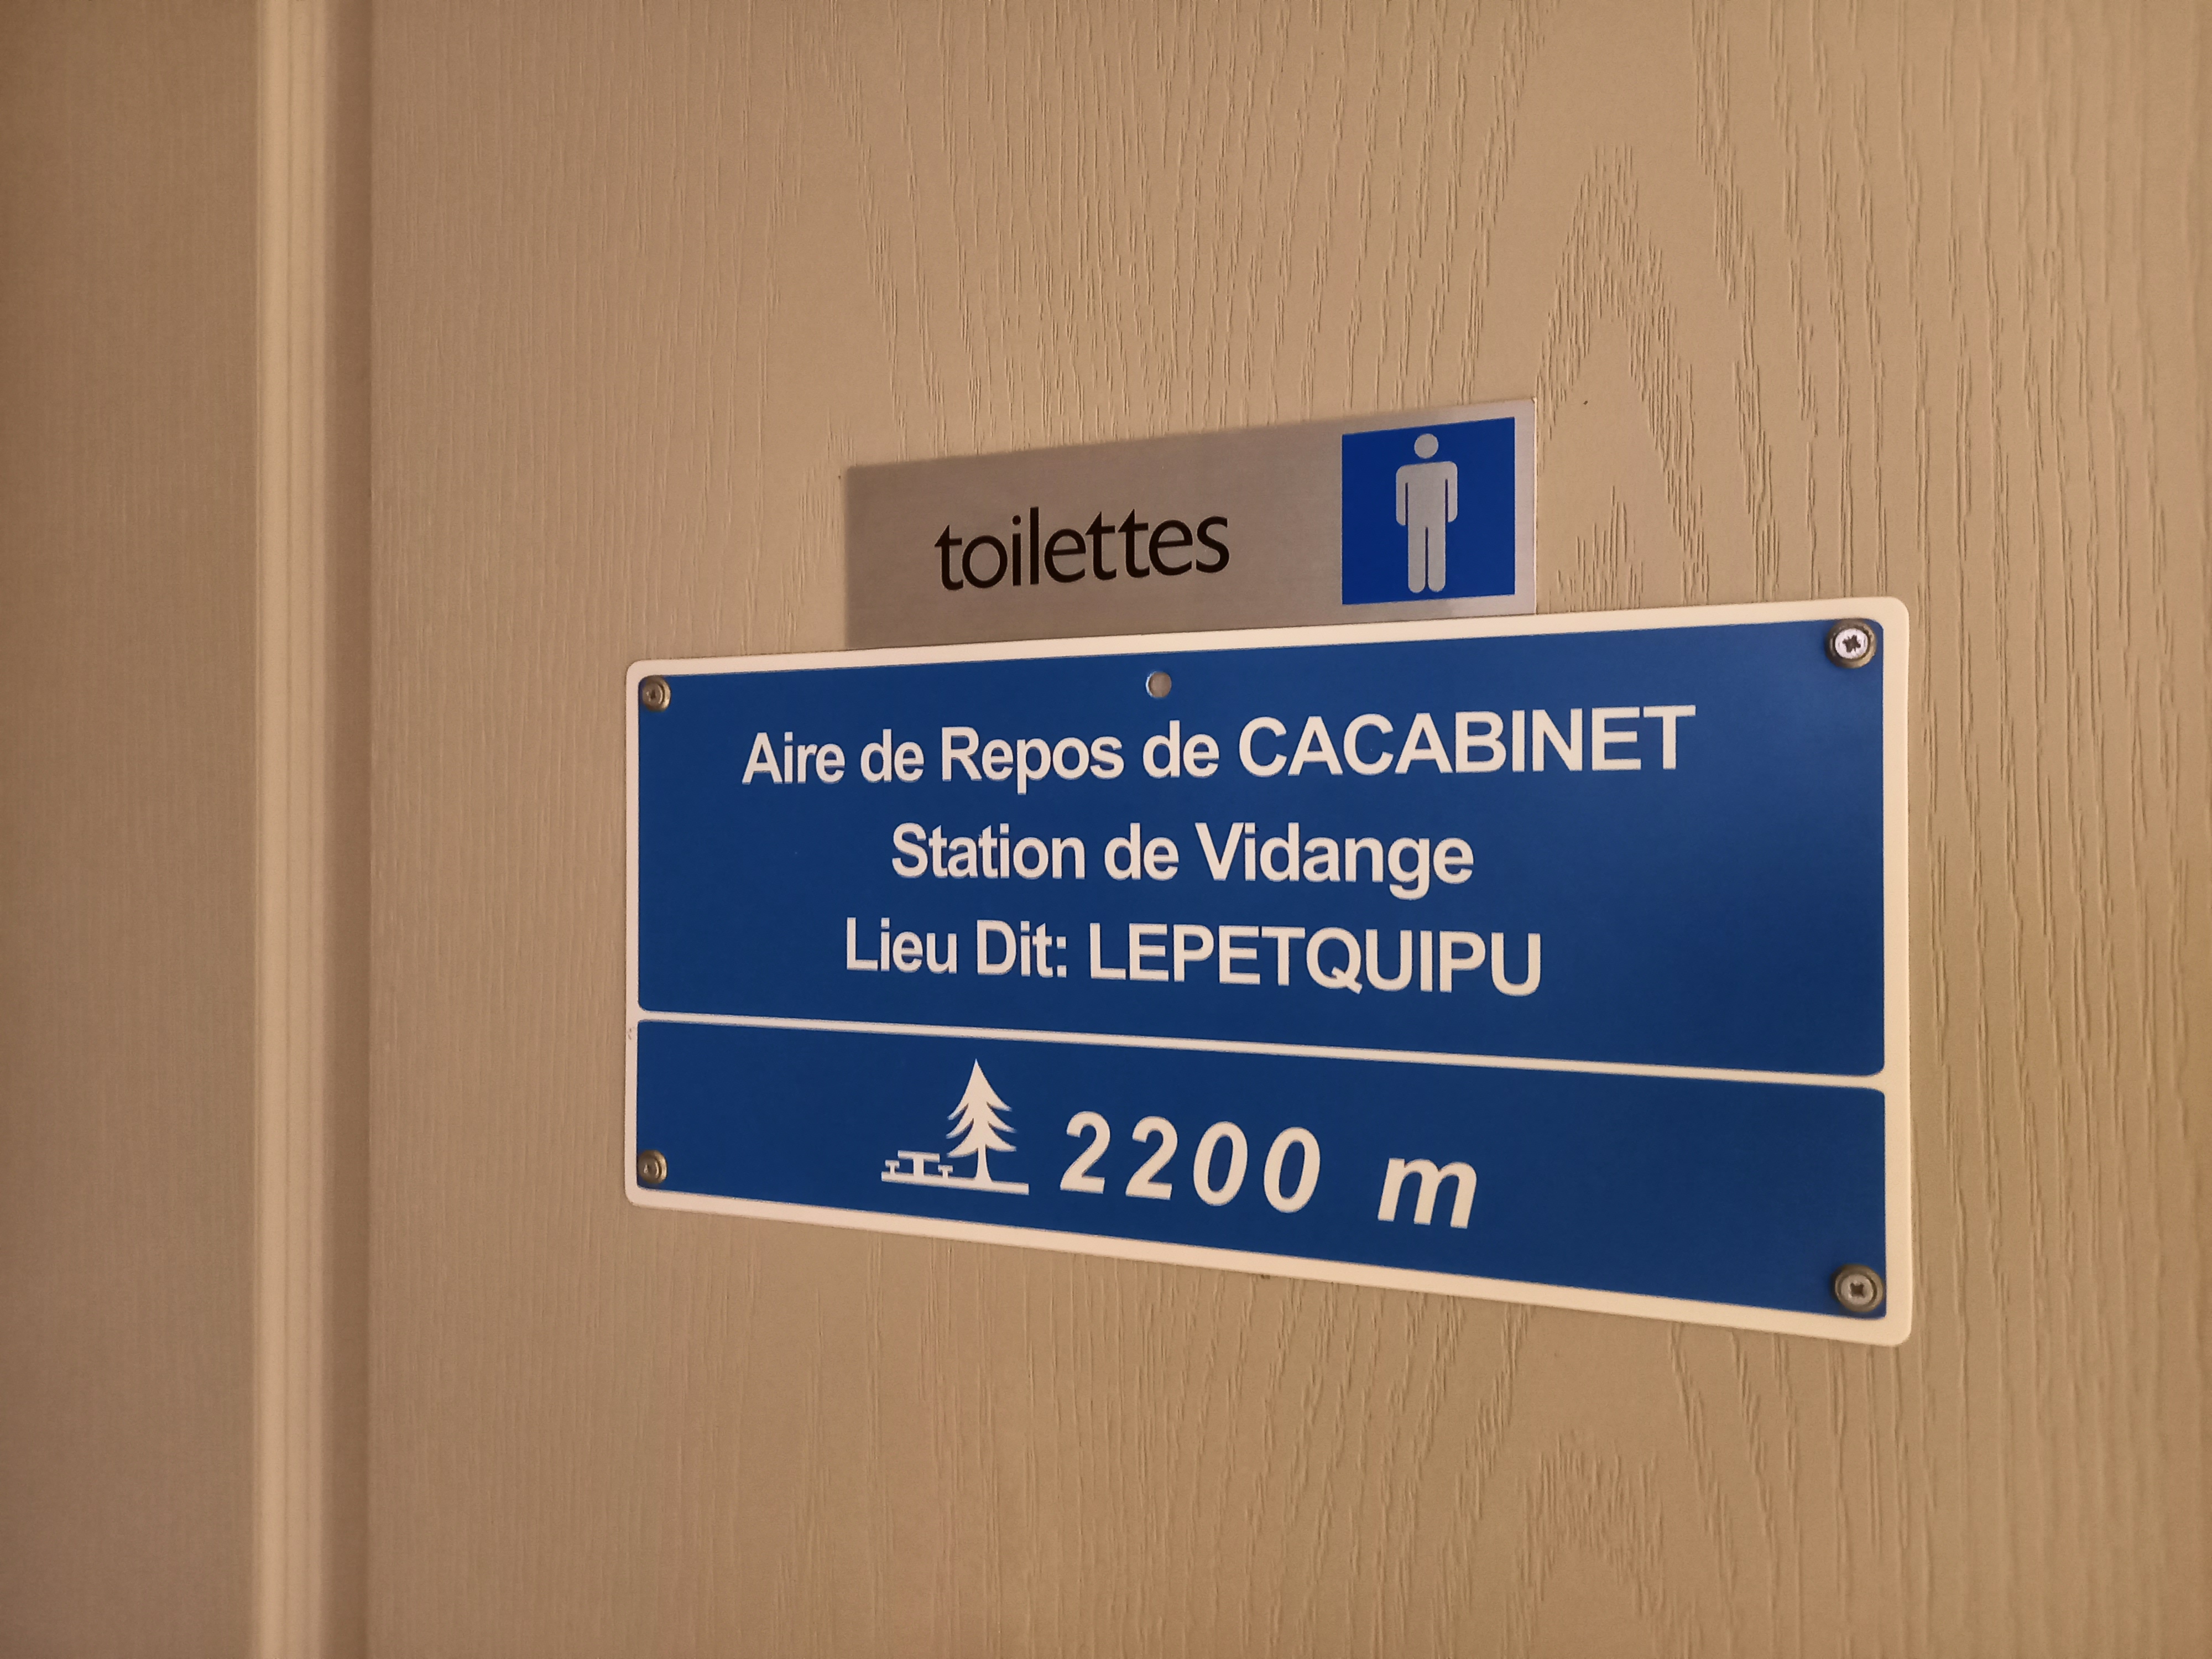 toilettes
Aire de Repos de CACABINET
Station de Vidange
Lieu Dit: LEPETQUIPU
2200 m